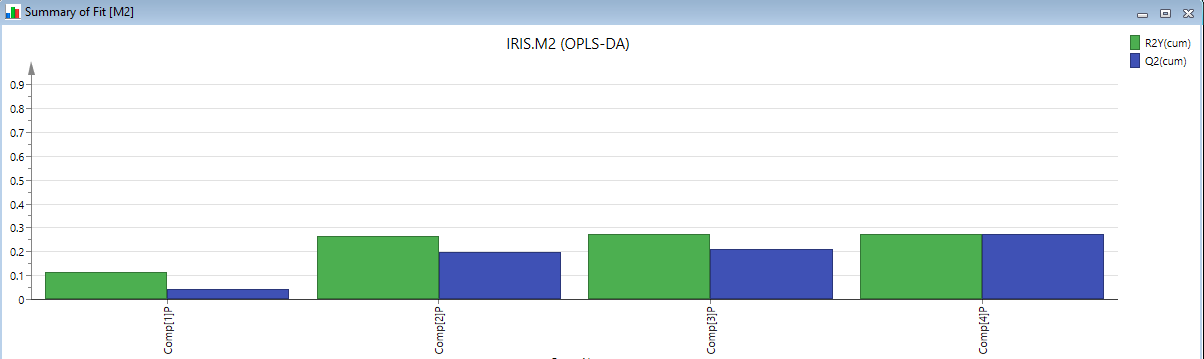 Summary of Fit [M2]
IRIS.M2 (OPLS-DA)
R2Y(cum)
Q2(cum)
0.9
0.8
0.7
0.6
0.5
0.4
0.3
0.2
0.1
0
Comp[1]P
Comp[2]P
Comp[3]P
Comp[4]P